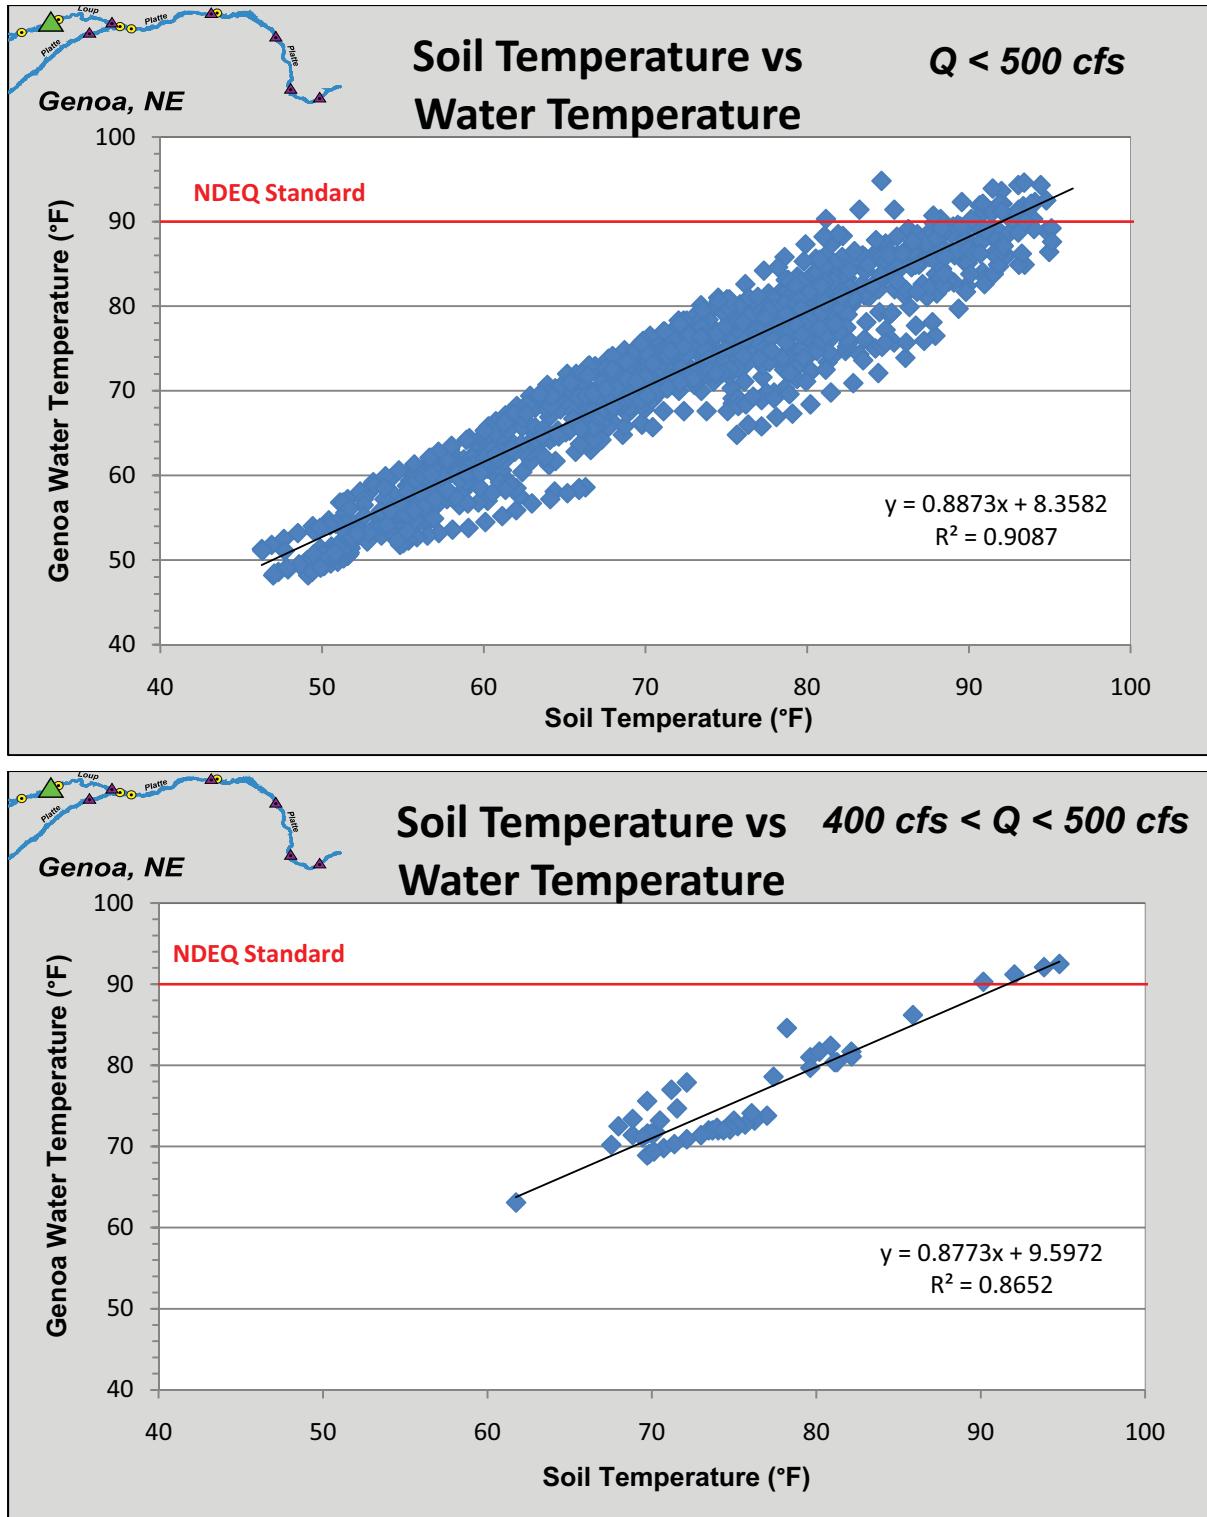 Loup
Platte
Platte
Platte
Genoa, NE
Soil Temperature vs
Water Temperature
Q < 500 cfs
100
90
80
70
60
50
40
Genoa Water Temperature (°F)
NDEQ Standard
y = 0.8873x + 8.3582
R² = 0.9087
40 50 60 70 80 90 100
Soil Temperature (°F)
Loup
Platte
Platte
Platte
Genoa, NE
Soil Temperature vs
Water Temperature
400 cfs < Q < 500 cfs
100
90
80
70
60
50
40
Genoa Water Temperature (°F)
NDEQ Standard
y = 0.8773x + 9.5972
R² = 0.8652
40 50 60 70 80 90 100
Soil Temperature (°F)